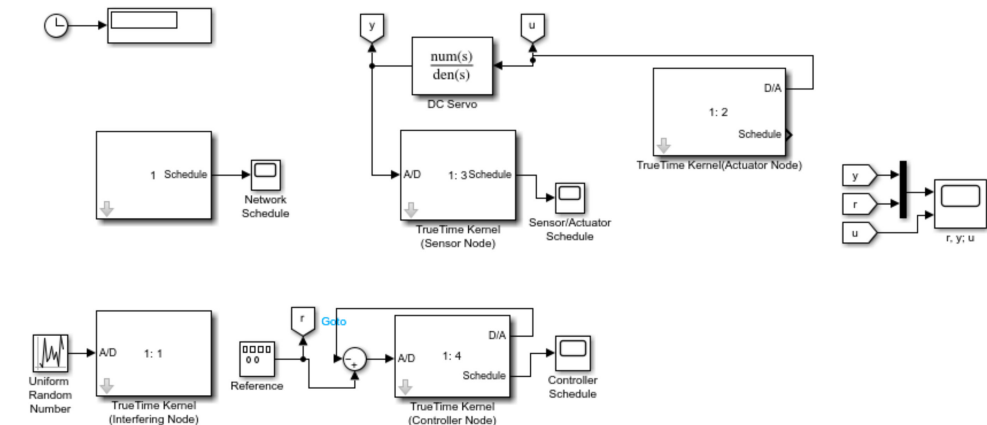 y
u
num(s)
den(s)
DC Servo
D/A
1: 2
Schedule
TrueTime Kernel(Actuator Node)
1 Schedule
Network
Schedule
A/D 1: 3 Schedule
TrueTime Kernel
(Sensor Node)
Sensor/Actuator
Schedule
y
r
u
r, y; u
A/D 1: 1
Uniform
Random
Number
TrueTime Kernel
(Interfering Node)
r
Goto
Reference
- +
D/A
A/D 1: 4
Schedule
TrueTime Kernel
(Controller Node)
Controller
Schedule